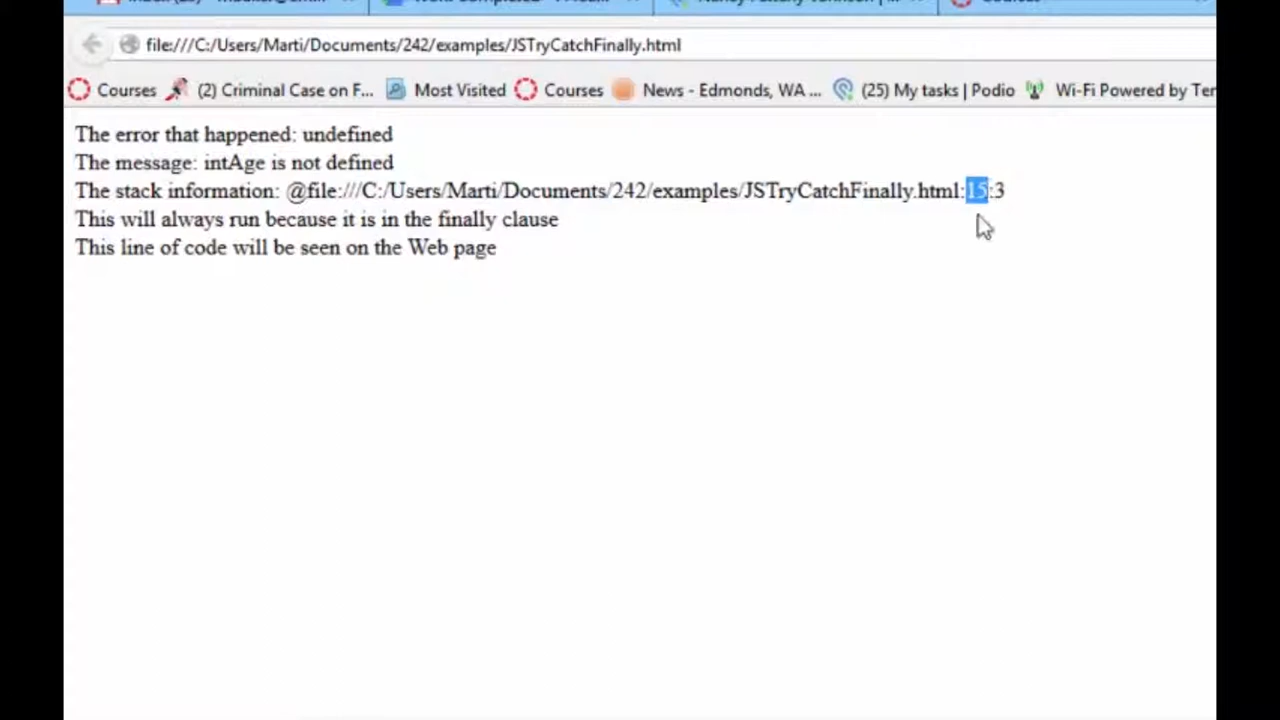 file:///C:/Users/Marti/Documents/242/examples/JSTryCatchFinally.html
Courses (2) Criminal Case on F... Most Visited Courses News - Edmonds, WA ... (25) My tasks | Podio Wi-Fi Powered by Ter
The error that happened: undefined
The message: intAge is not defined
The stack information: @file:///C:/Users/Marti/Documents/242/examples/JSTryCatchFinally.html:15:3
This will always run because it is in the finally clause
This line of code will be seen on the Web page